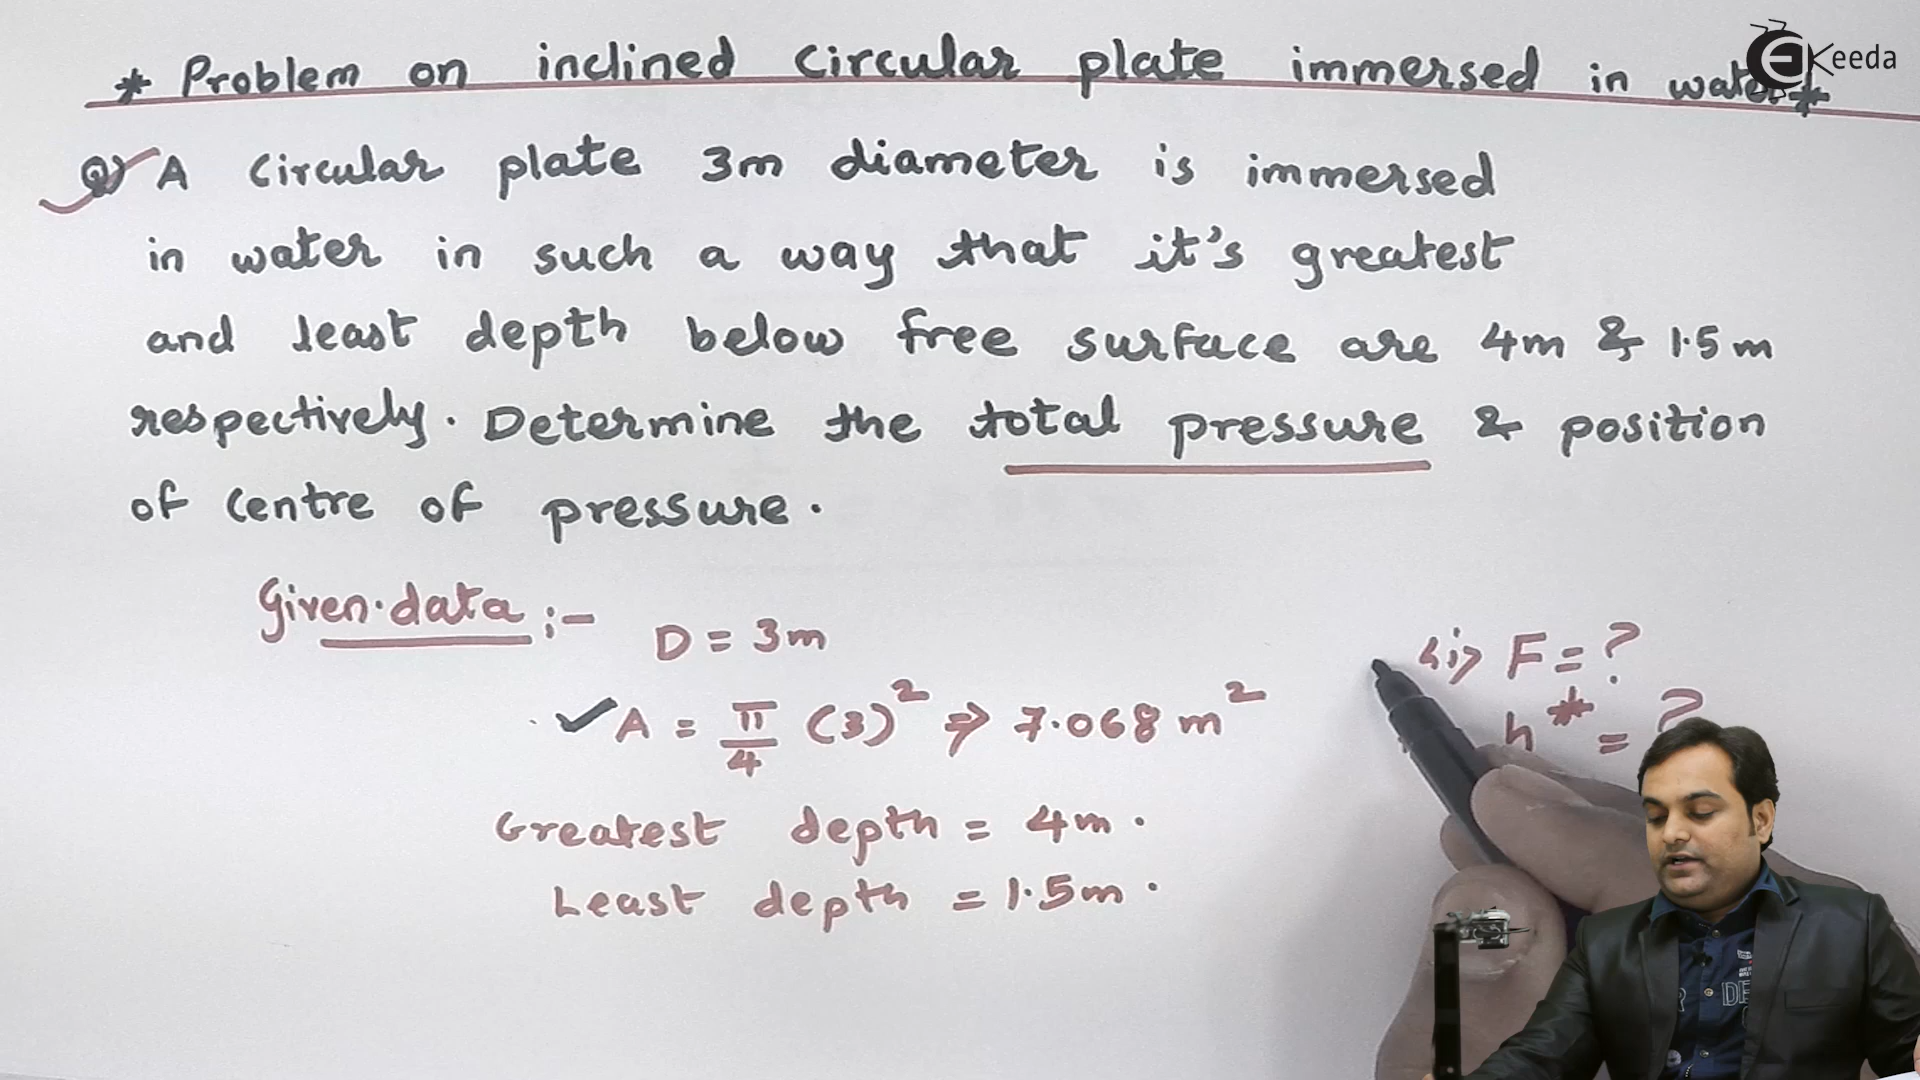 * Problem on inclined circular plate immersed in water *
EKeeda
Q) A circular plate 3m diameter is immersed
in water in such a way that it's greatest
and least depth below free surface are 4m & 1.5m
respectively. Determine the total pressure & position
of centre of pressure.
Given data :-
D = 3m
<i> F = ?
✓ A = π/4 (3)² ⇒ 7.068 m²
h* = ?
Greatest depth = 4m.
Least depth = 1.5m.